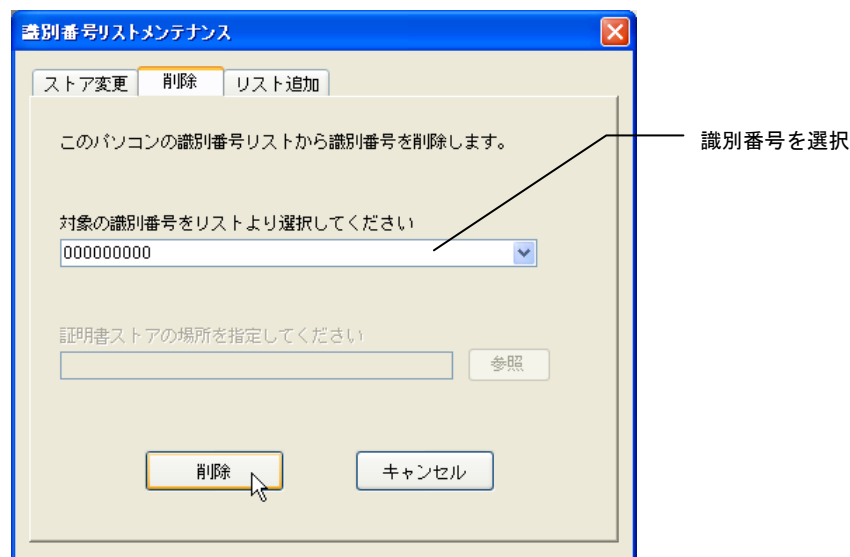 識別番号リストメンテナンス
ストア変更 削除 リスト追加
このパソコンの識別番号リストから識別番号を削除します。
識別番号を選択
対象の識別番号をリストより選択してください
000000000
証明書ストアの場所を指定してください
参照
削除 キャンセル